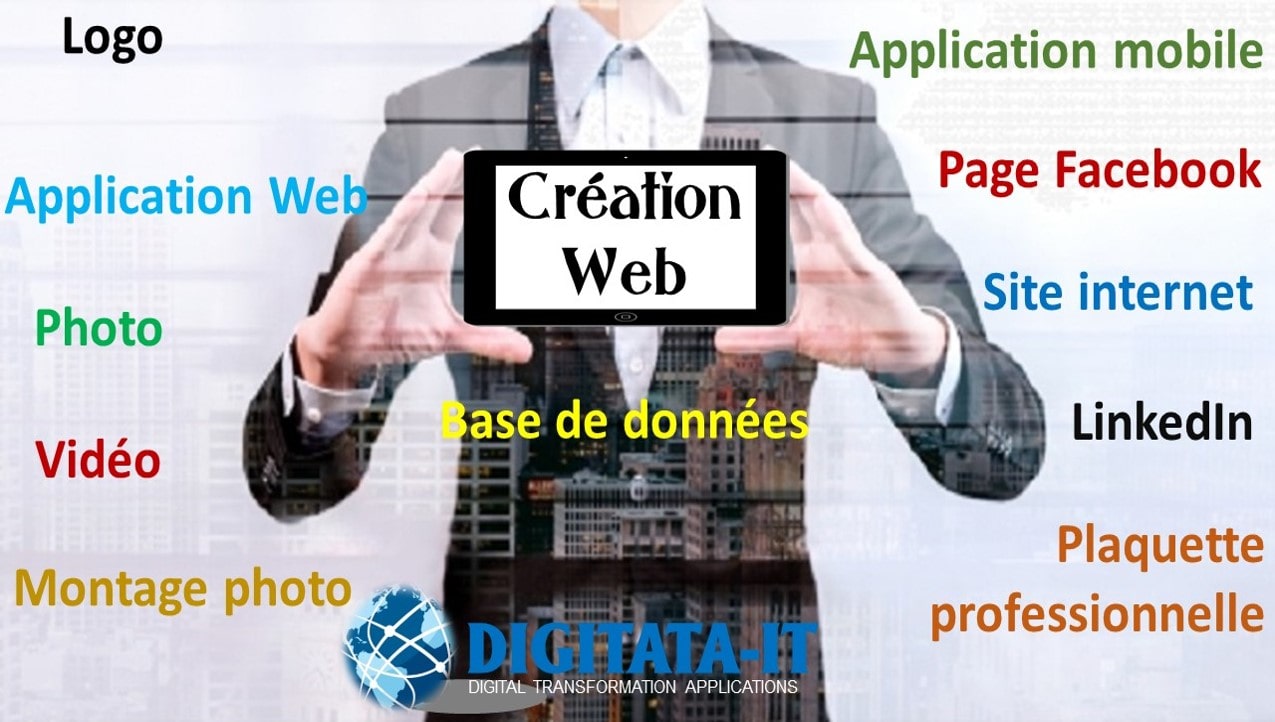 Logo
Application mobile
Création
Web
Page Facebook
Application Web
Site internet
Photo
Base de données
LinkedIn
Vidéo
Plaquette
professionnelle
Montage photo
DIGITATA-IT
DIGITAL TRANSFORMATION APPLICATIONS